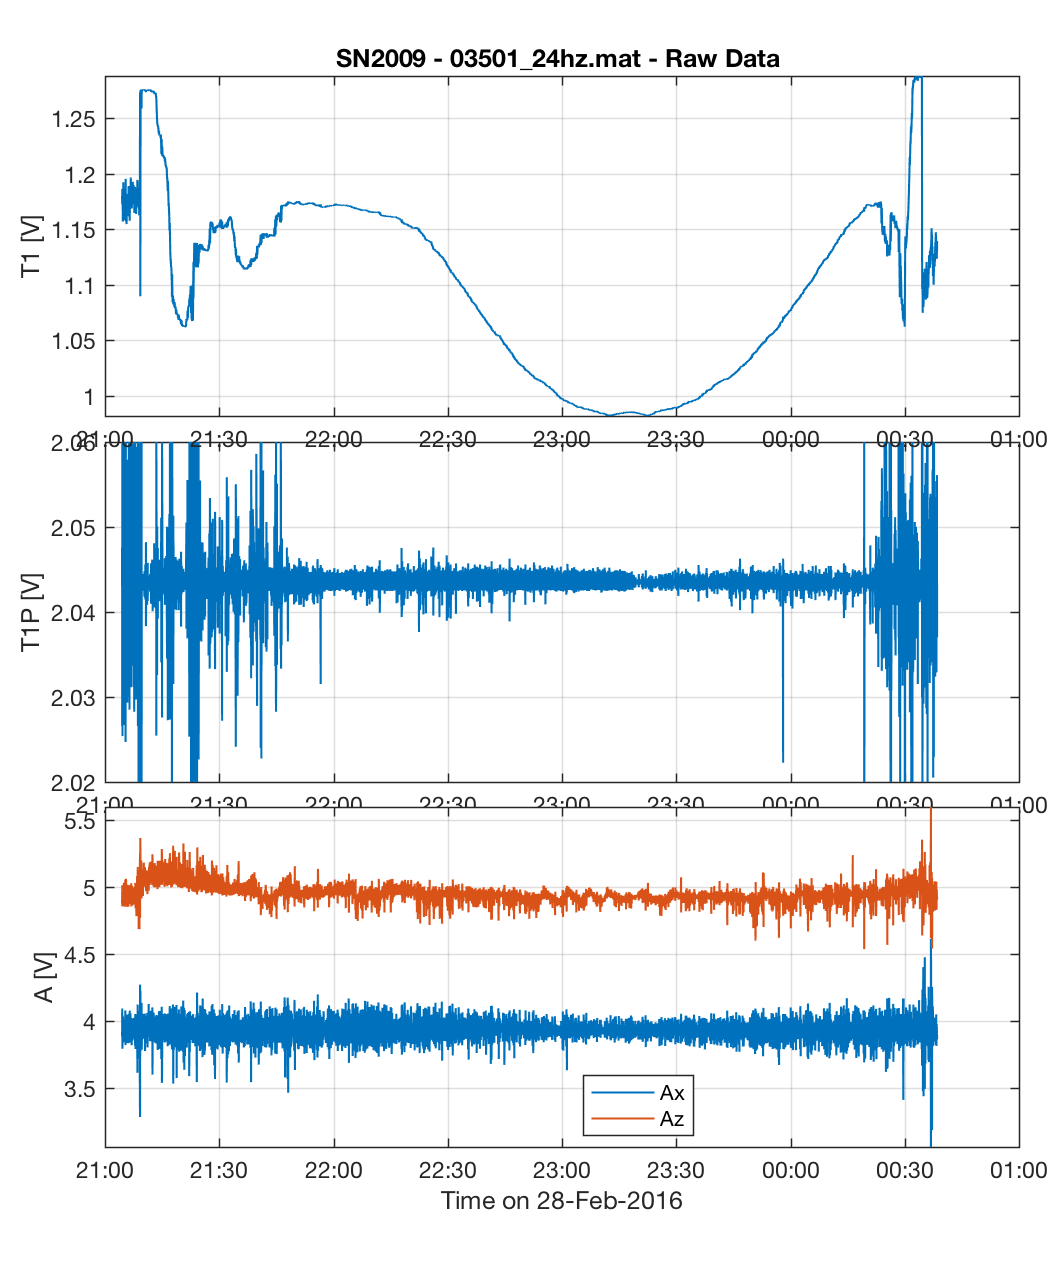 SN2009 - 03501_24hz.mat - Raw Data
T1 [V]
1.25
1.2
1.15
1.1
1.05
1
21:00 21:30 22:00 22:30 23:00 23:30 00:00 00:30 01:00
T1P [V]
2.06
2.05
2.04
2.03
2.02
21:00 21:30 22:00 22:30 23:00 23:30 00:00 00:30 01:00
A [V]
5.5
5
4.5
4
3.5
Ax
Az
21:00 21:30 22:00 22:30 23:00 23:30 00:00 00:30 01:00
Time on 28-Feb-2016